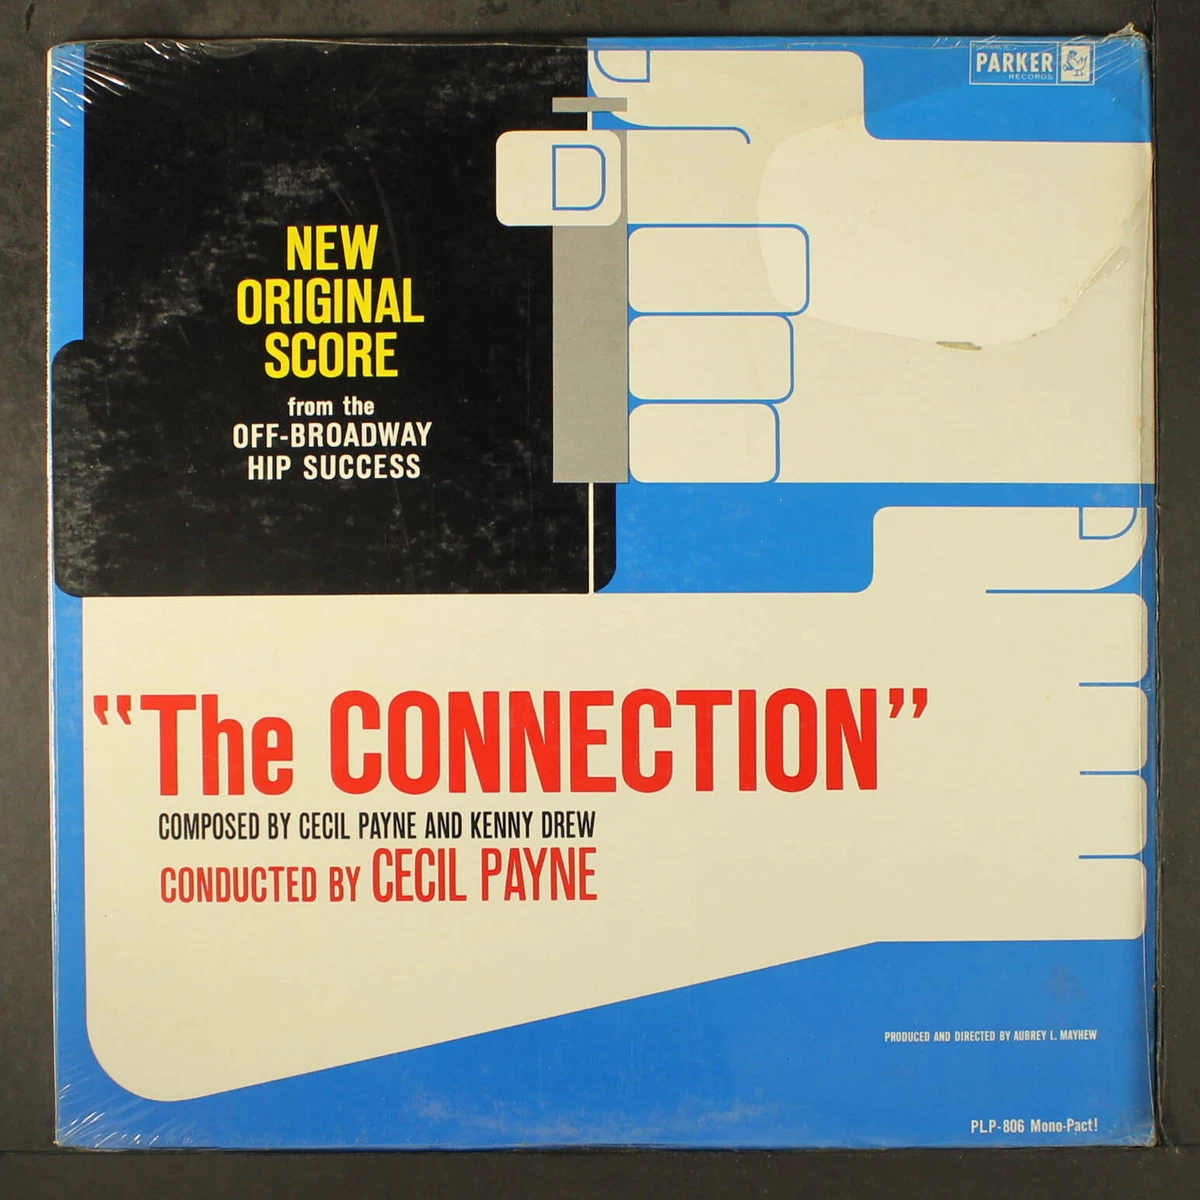 CHARLIE
PARKER
RECORDS
NEW
ORIGINAL
SCORE
from the
OFF-BROADWAY
HIP SUCCESS
"The CONNECTION"
COMPOSED BY CECIL PAYNE AND KENNY DREW
CONDUCTED BY CECIL PAYNE
PRODUCED AND DIRECTED BY AUBREY L. MAYHEW
PLP-806 Mono-Pact!